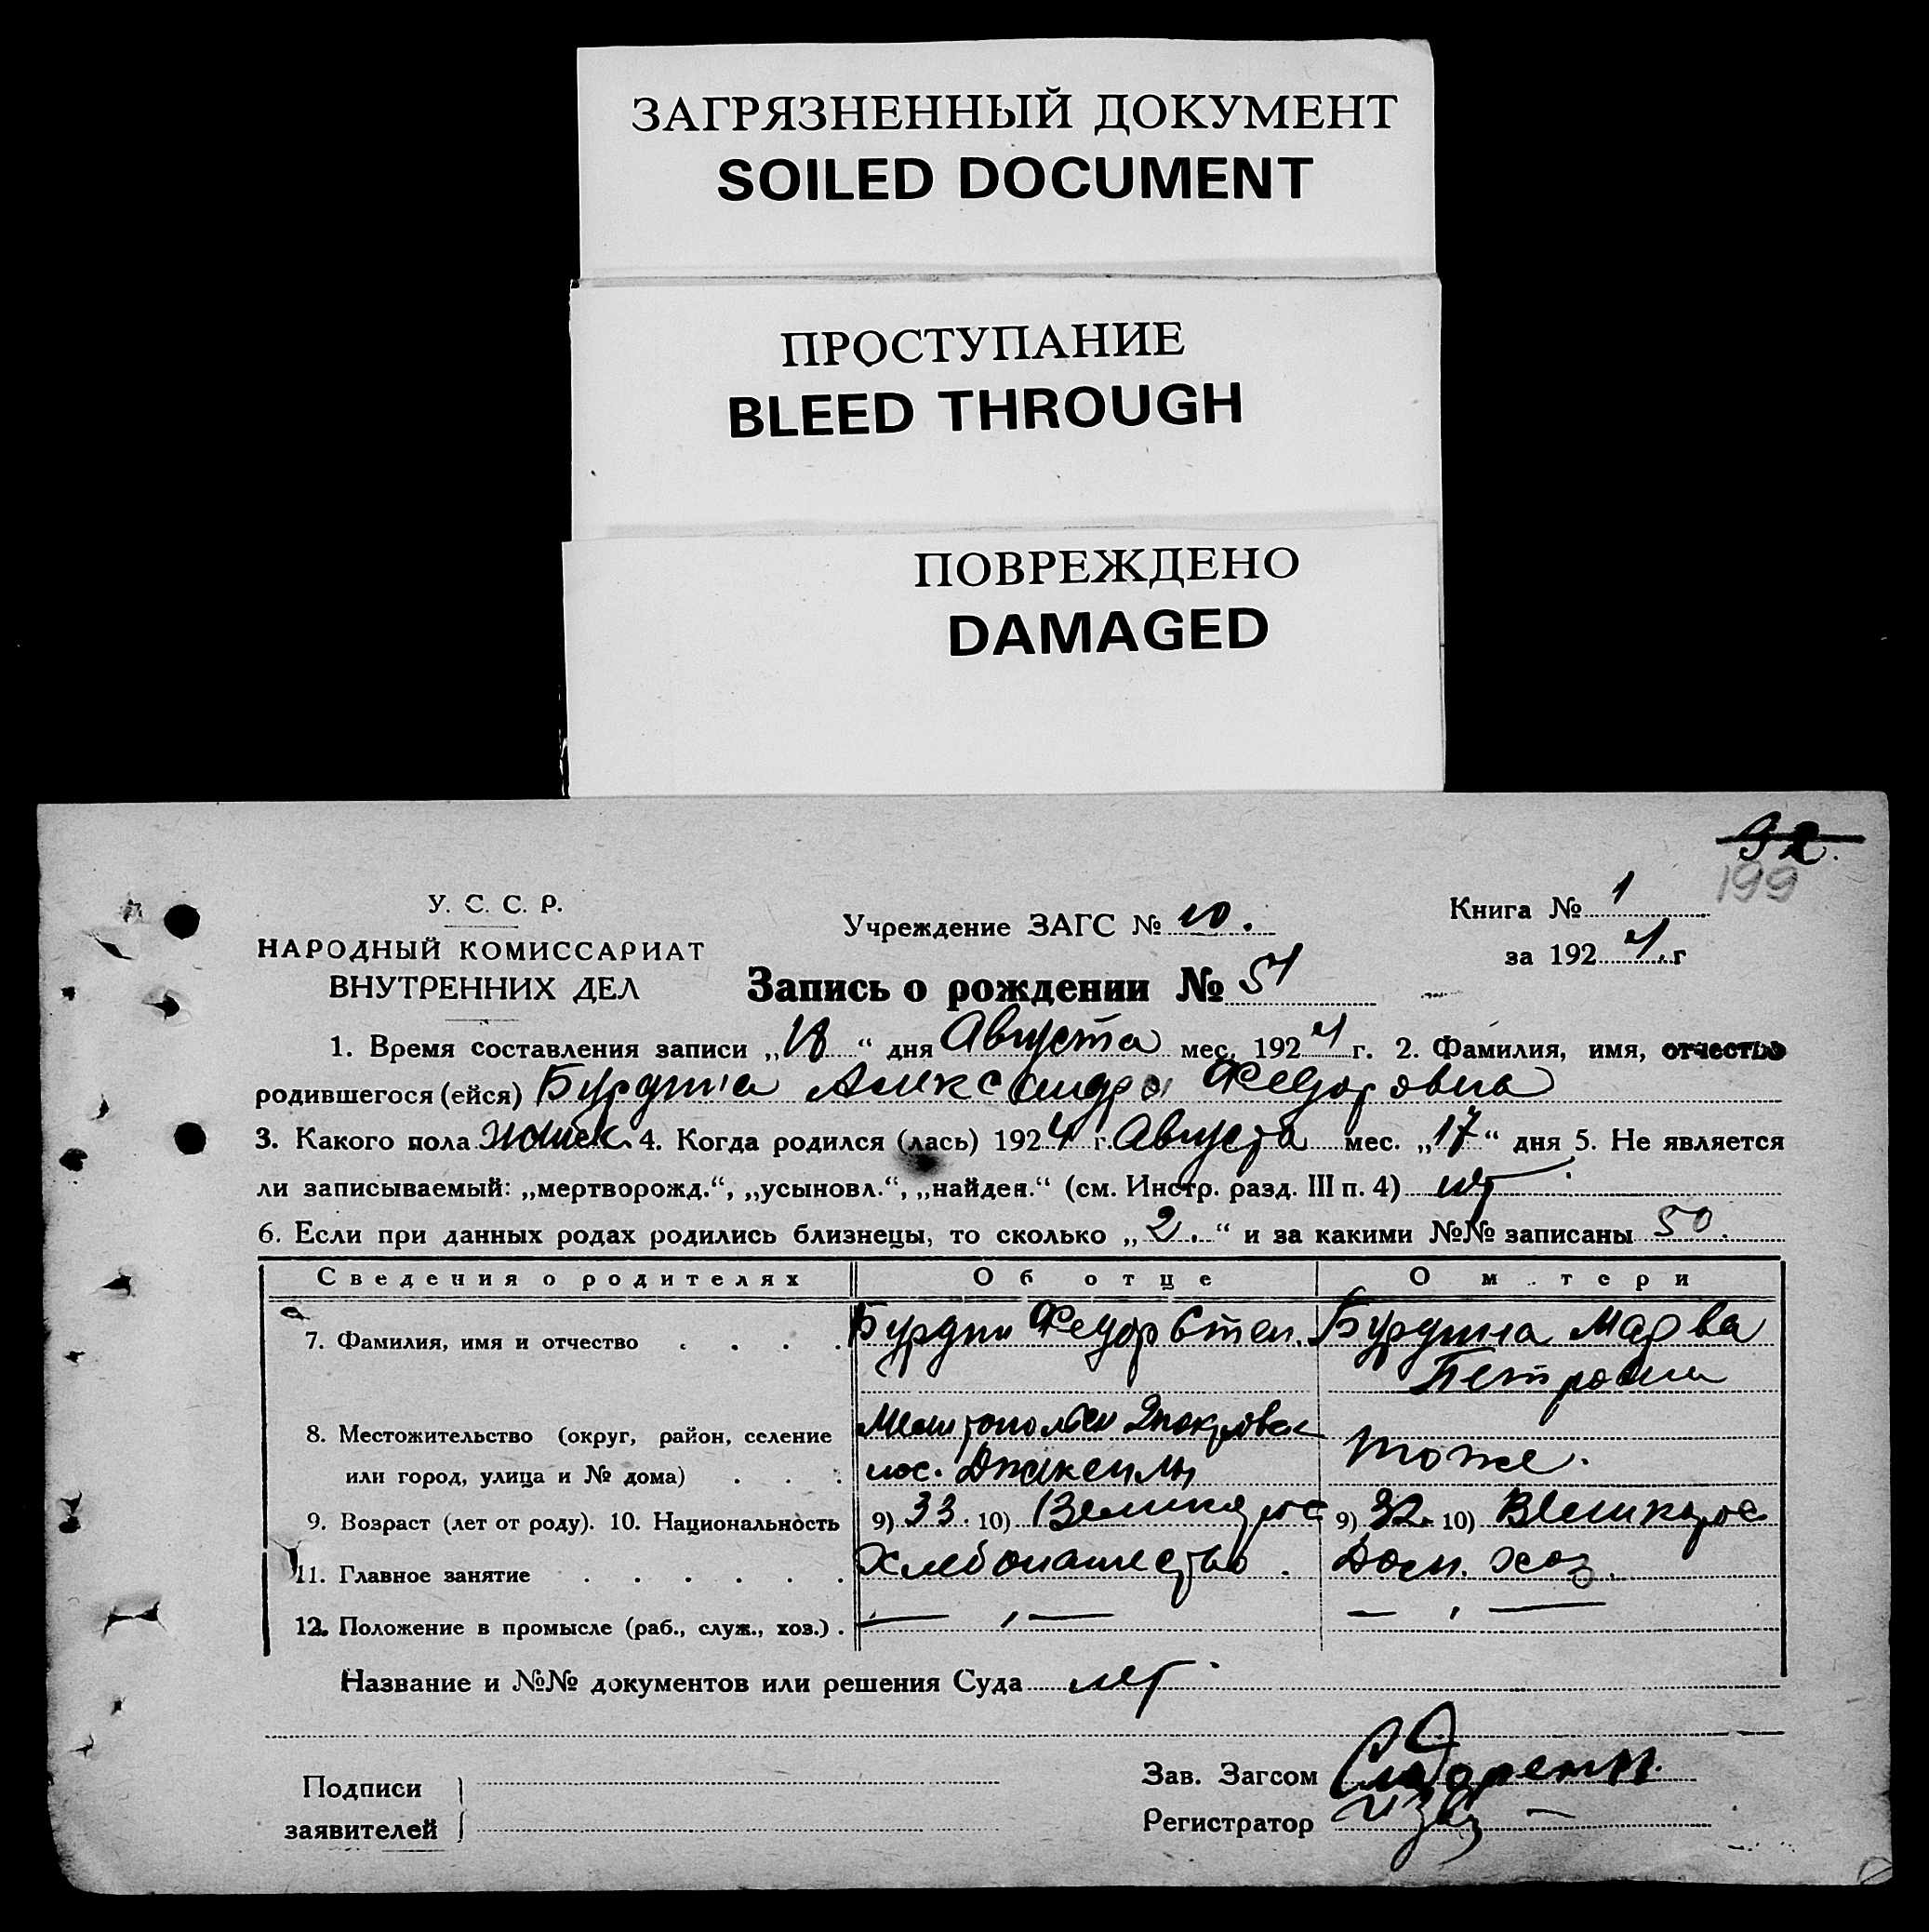 ЗАГРЯЗНЕННЫЙ ДОКУМЕНТ
SOILED DOCUMENT
ПРОСТУПАНИЕ
BLEED THROUGH
ПОВРЕЖДЕНО
DAMAGED
92.
199
У. С. С. Р.
НАРОДНЫЙ КОМИССАРИАТ
ВНУТРЕННИХ ДЕЛ
Учреждение ЗАГС № 10.
Книга № 1
за 1924 г
Запись о рождении № 51
1. Время составления записи „ “ дня Августа мес. 1924 г. 2. Фамилия, имя, отчество
родившегося (ейся) Бурдина Александра Федоровна
3. Какого пола женск. 4. Когда родился (лась) 1924 г. Августа мес. „17“ дня 5. Не является
ли записываемый: „мертворожд.“, „усыновл.“, „найден.“ (см. Инстр. разд. III п. 4) нет
6. Если при данных родах родились близнецы, то сколько „2.“ и за какими №№ записаны 50.
Сведения о родителях Об отце О матери
7. Фамилия, имя и отчество . . . . Бурдин Федор Степ. Бурдина Марва
Петровна
8. Местожительство (округ, район, селение
или город, улица и № дома) . . . пос. тоже.
9. Возраст (лет от роду). 10. Национальность 9) 33. 10) Великорос 9) 32. 10) Великорос
11. Главное занятие . . . . . . Хлебопашество. Дом. хоз.
12. Положение в промысле (раб., служ., хоз.) . — , — — , —
Название и №№ документов или решения Суда нет
Подписи
заявителей
Зав. Загсом
Регистратор